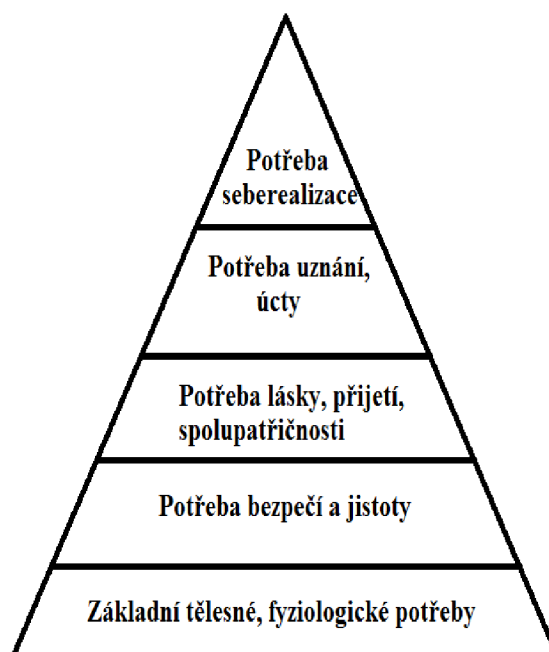 Potřeba
seberealizace
Potřeba uznání,
úcty
Potřeba lásky, přijetí,
spolupatřičnosti
Potřeba bezpečí a jistoty
Základní tělesné, fyziologické potřeby